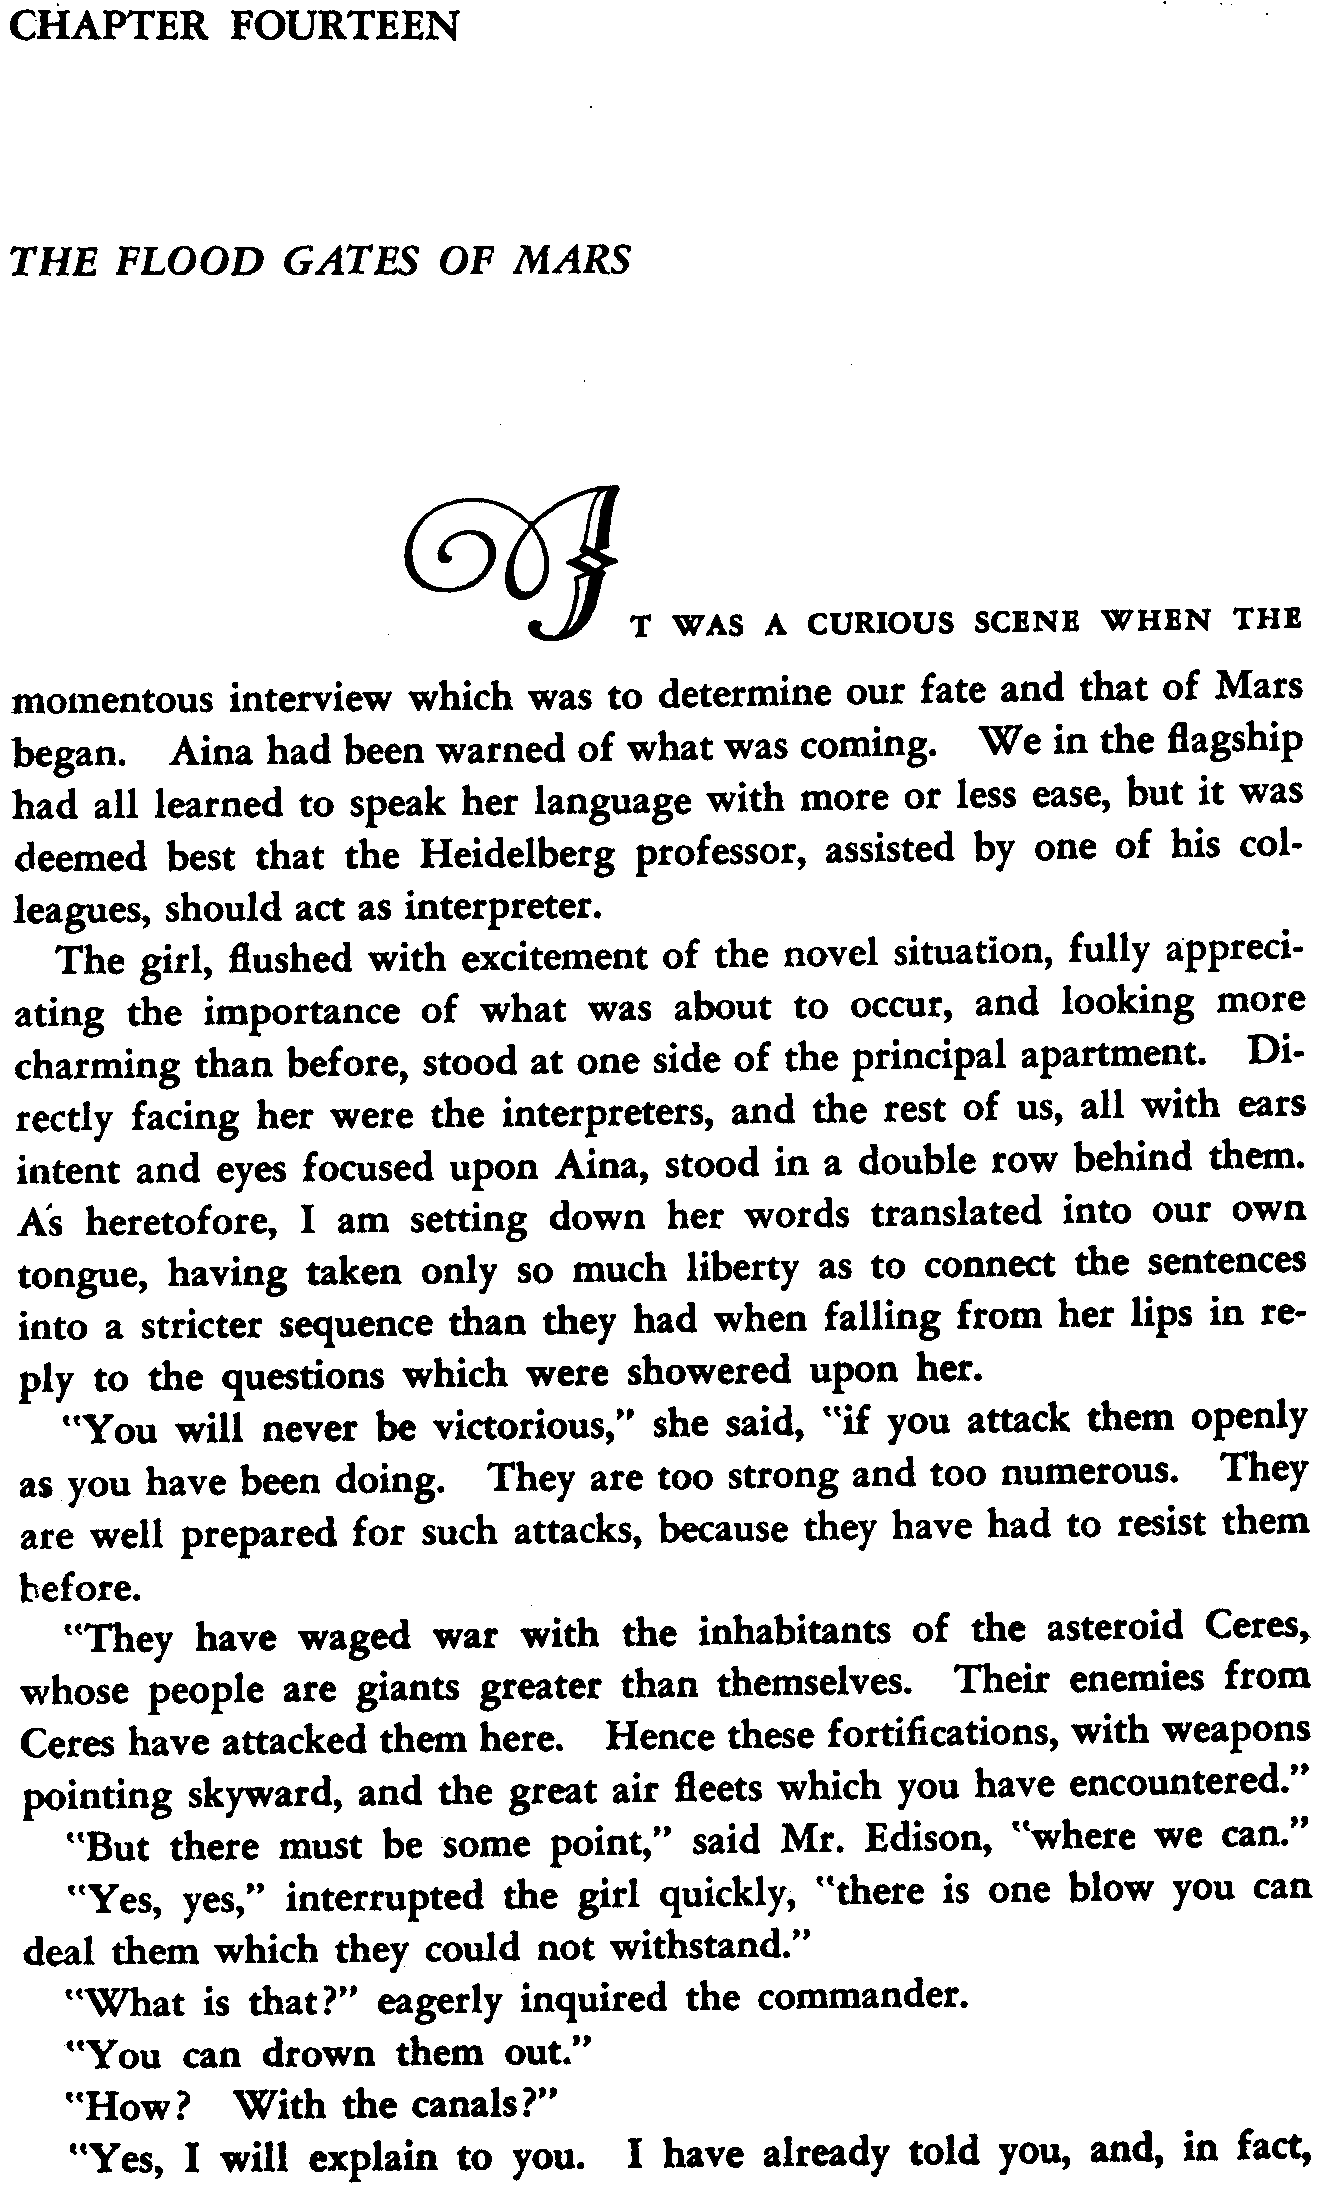 CHAPTER FOURTEEN
THE FLOOD GATES OF MARS
IT WAS A CURIOUS SCENE WHEN THE
momentous interview which was to determine our fate and that of Mars
began. Aina had been warned of what was coming. We in the flagship
had all learned to speak her language with more or less ease, but it was
deemed best that the Heidelberg professor, assisted by one of his col-
leagues, should act as interpreter.
The girl, flushed with excitement of the novel situation, fully appreci-
ating the importance of what was about to occur, and looking more
charming than before, stood at one side of the principal apartment. Di-
rectly facing her were the interpreters, and the rest of us, all with ears
intent and eyes focused upon Aina, stood in a double row behind them.
As heretofore, I am setting down her words translated into our own
tongue, having taken only so much liberty as to connect the sentences
into a stricter sequence than they had when falling from her lips in re-
ply to the questions which were showered upon her.
"You will never be victorious," she said, "if you attack them openly
as you have been doing. They are too strong and too numerous. They
are well prepared for such attacks, because they have had to resist them
before.
"They have waged war with the inhabitants of the asteroid Ceres,
whose people are giants greater than themselves. Their enemies from
Ceres have attacked them here. Hence these fortifications, with weapons
pointing skyward, and the great air fleets which you have encountered."
"But there must be some point," said Mr. Edison, "where we can."
"Yes, yes," interrupted the girl quickly, "there is one blow you can
deal them which they could not withstand."
"What is that?" eagerly inquired the commander.
"You can drown them out."
"How? With the canals?"
"Yes, I will explain to you. I have already told you, and, in fact,